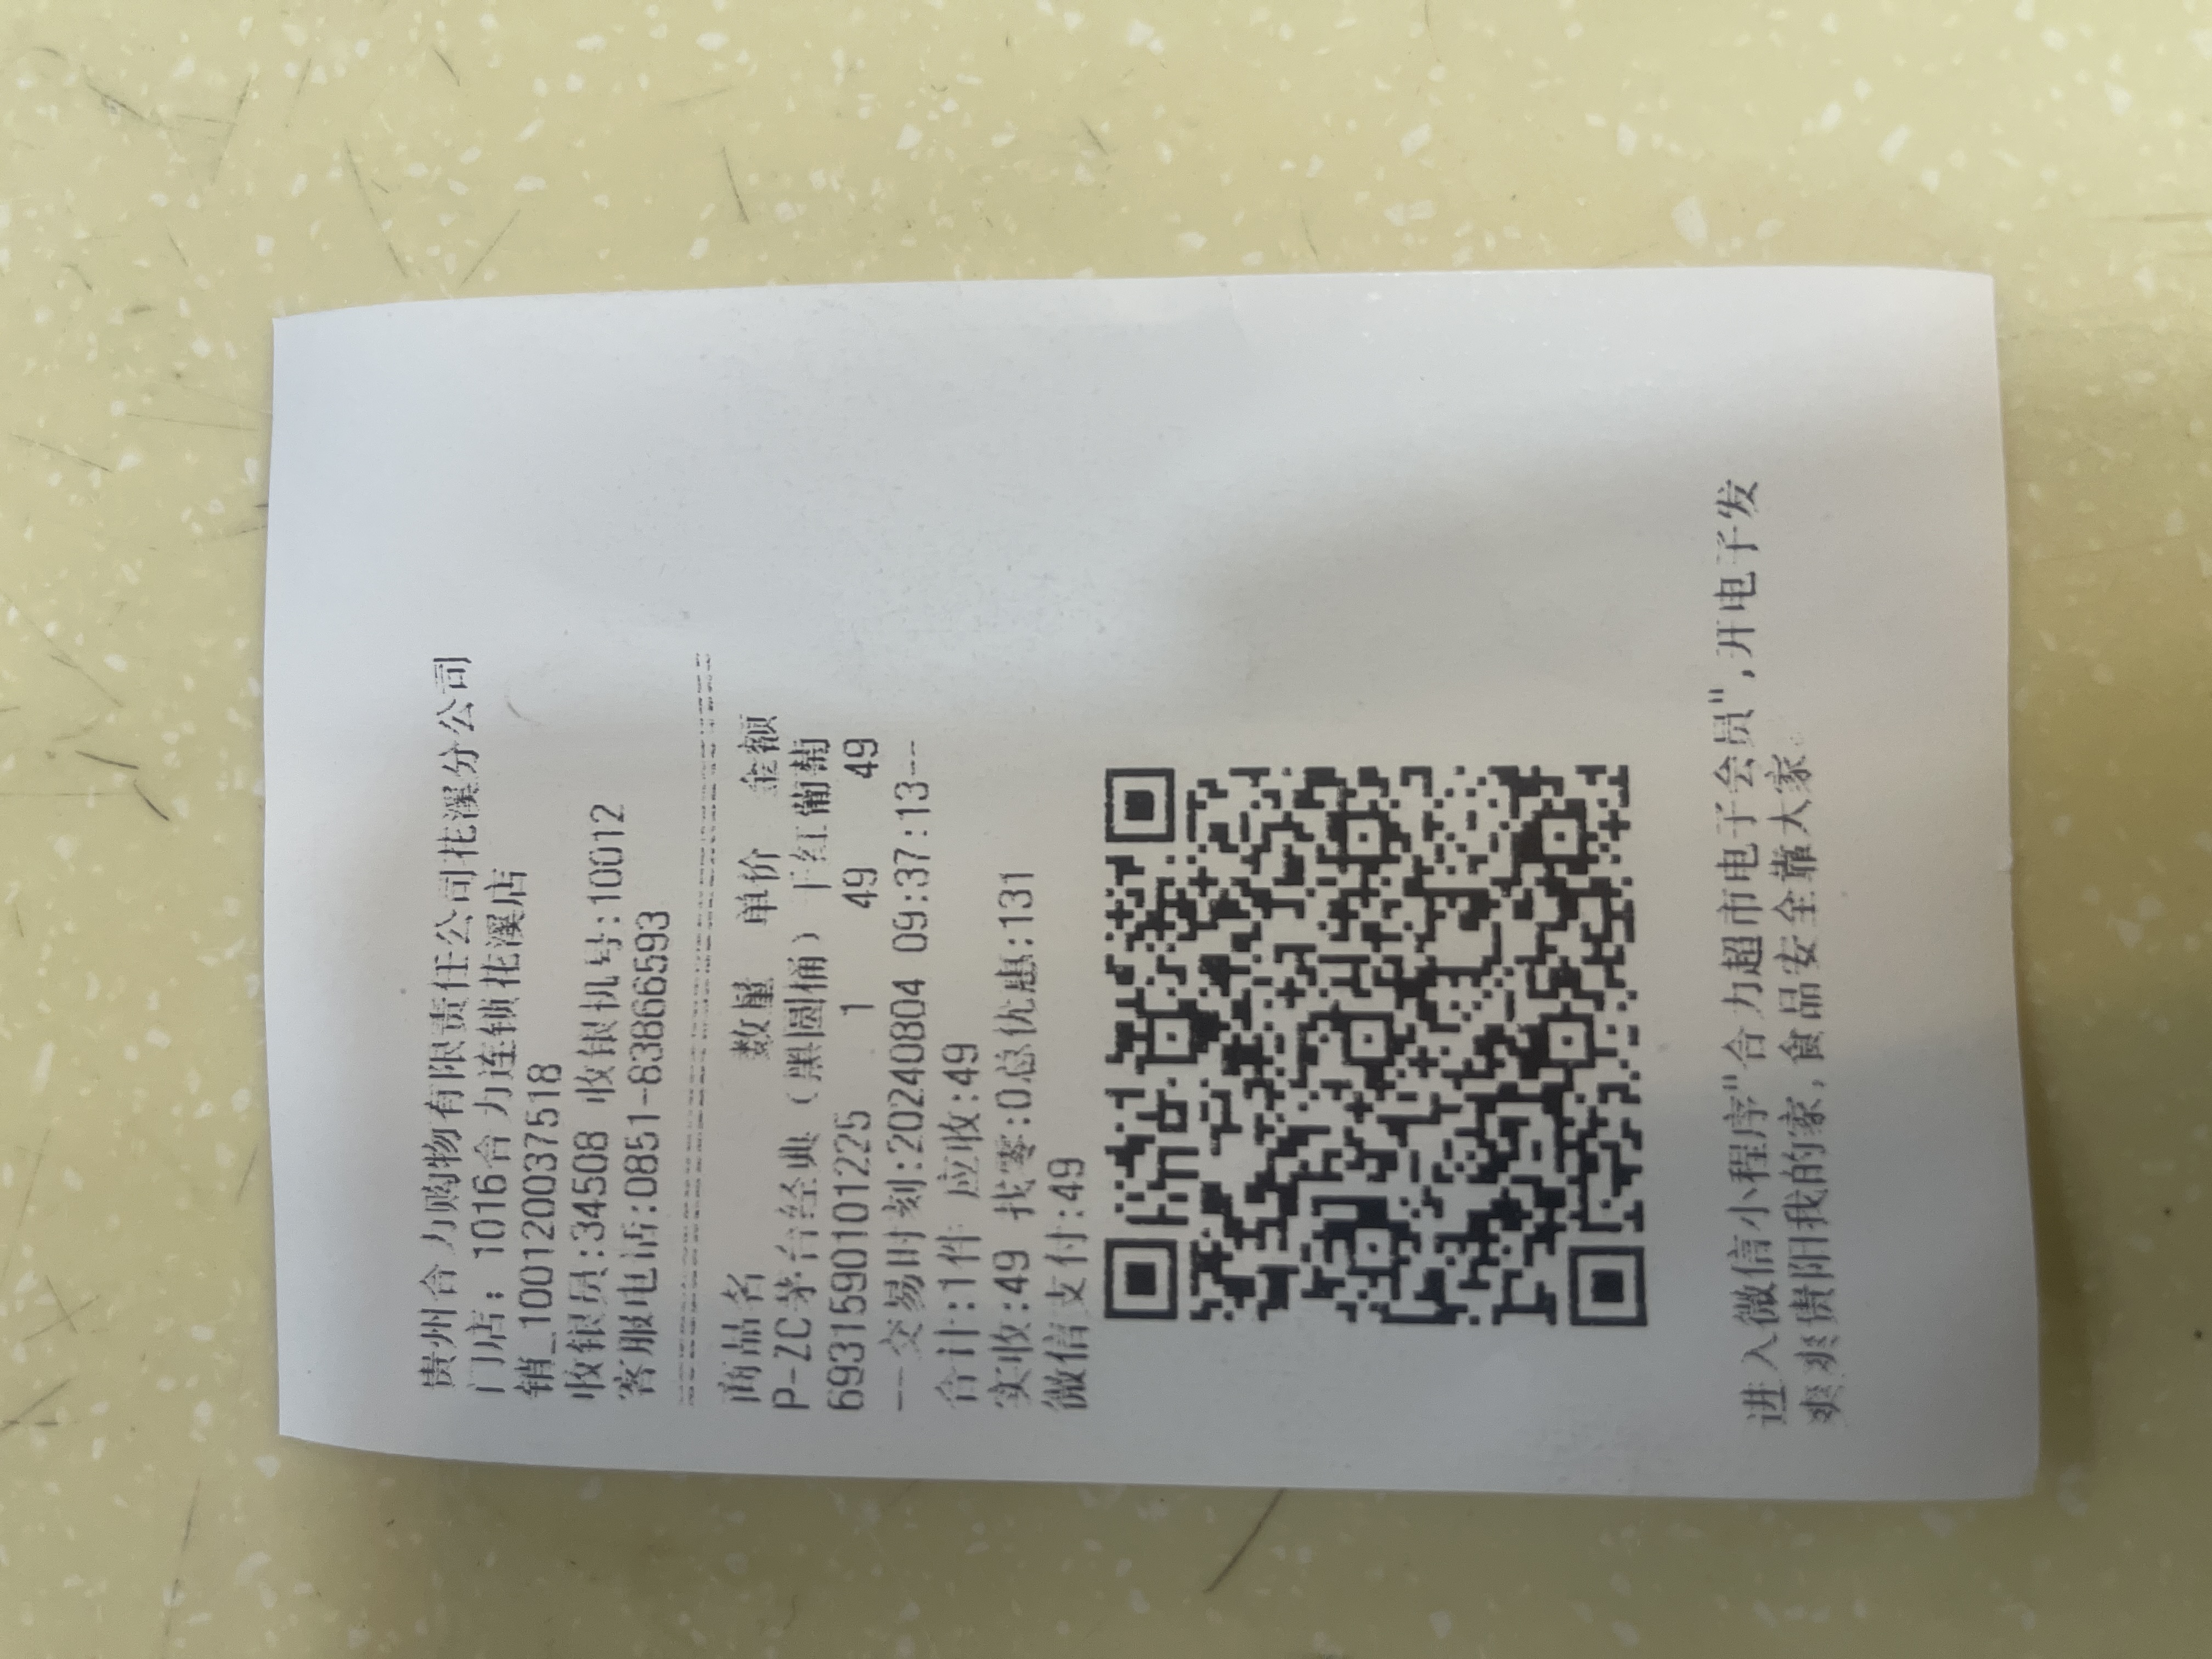 贵州合力购物有限责任公司花溪分公司
门店：1016合力连锁花溪店
销_1001200037518
收银员:34508 收银机号:10012
客服电话:0851-83866593
商品名 数量 单价 金额
P-ZC茅台经典（黑圆桶）干红葡萄
6931590101225 1 49 49
--交易时刻:20240804 09:37:13--
合计:1件 应收:49
实收:49 找零:0总优惠:131
微信支付:49
进入微信小程序"合力超市电子会员",开电子发
爽爽贵阳我的家,食品安全靠大家。